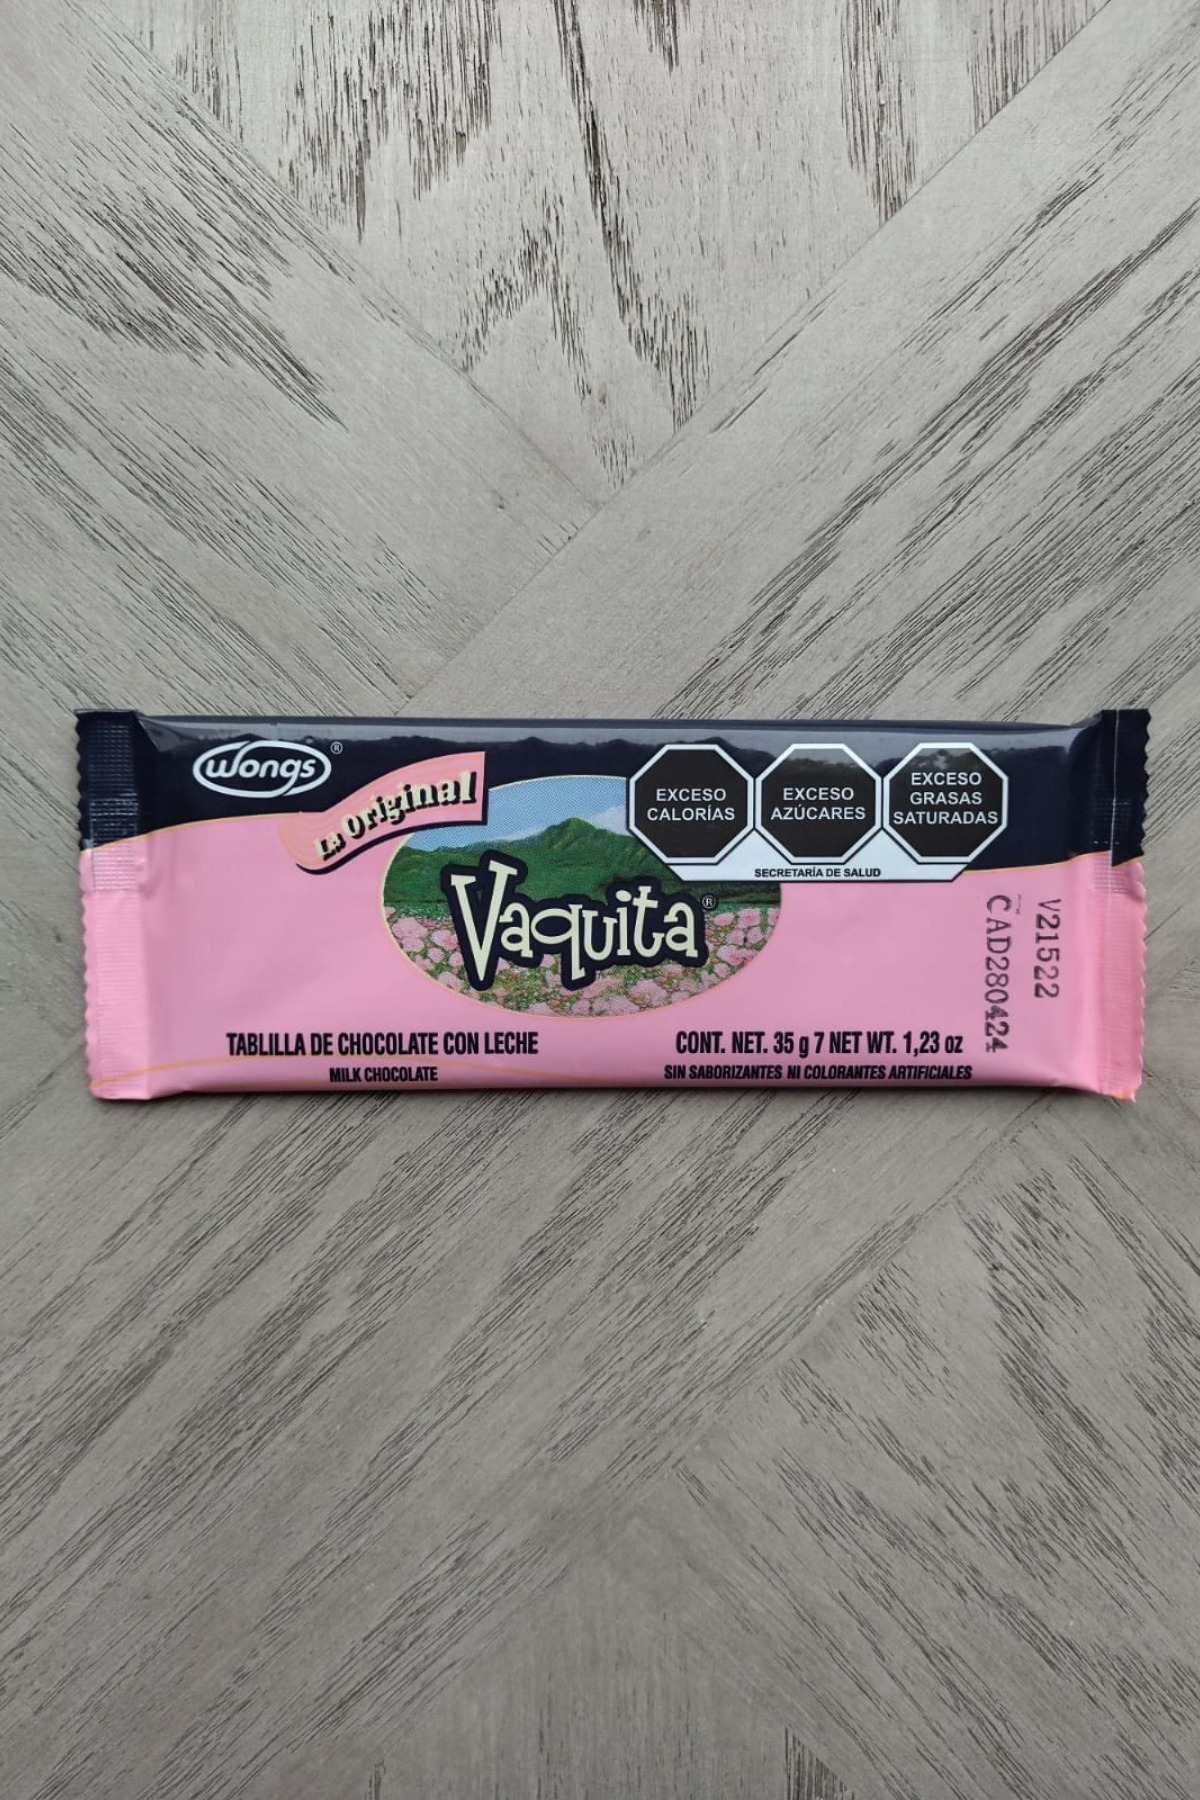 Wongs®
La Original
Vaquita®
EXCESO
CALORÍAS
EXCESO
AZÚCARES
EXCESO
GRASAS
SATURADAS
SECRETARÍA DE SALUD
V21522
CAD280424
TABLILLA DE CHOCOLATE CON LECHE
MILK CHOCOLATE
CONT. NET. 35 g 7 NET WT. 1,23 oz
SIN SABORIZANTES NI COLORANTES ARTIFICIALES